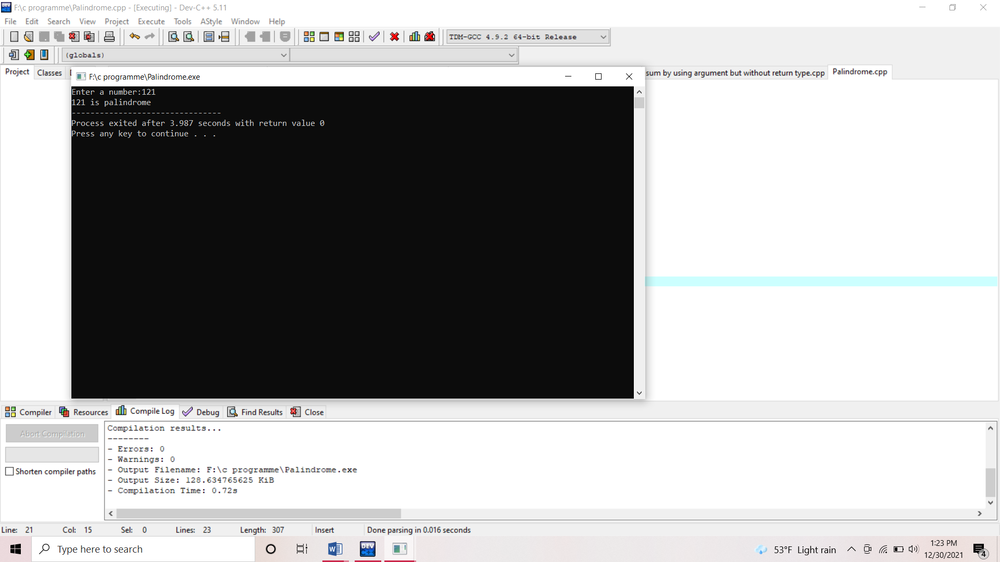 F:\c programme\Palindrome.cpp - [Executing] - Dev-C++ 5.11
File Edit Search View Project Execute Tools AStyle Window Help
TDM-GCC 4.9.2 64-bit Release
(globals)
Project Classes
sum by using argument but without return type.cpp Palindrome.cpp
F:\c programme\Palindrome.exe
Enter a number:121
121 is palindrome
--------------------------------
Process exited after 3.987 seconds with return value 0
Press any key to continue . . .
Compiler Resources Compile Log Debug Find Results Close
Abort Compilation
Shorten compiler paths
Compilation results...
--------
- Errors: 0
- Warnings: 0
- Output Filename: F:\c programme\Palindrome.exe
- Output Size: 128.634765625 KiB
- Compilation Time: 0.72s
Line: 21 Col: 15 Sel: 0 Lines: 23 Length: 307 Insert Done parsing in 0.016 seconds
Type here to search
W
DEV C++
53°F Light rain
1:23 PM
12/30/2021
4